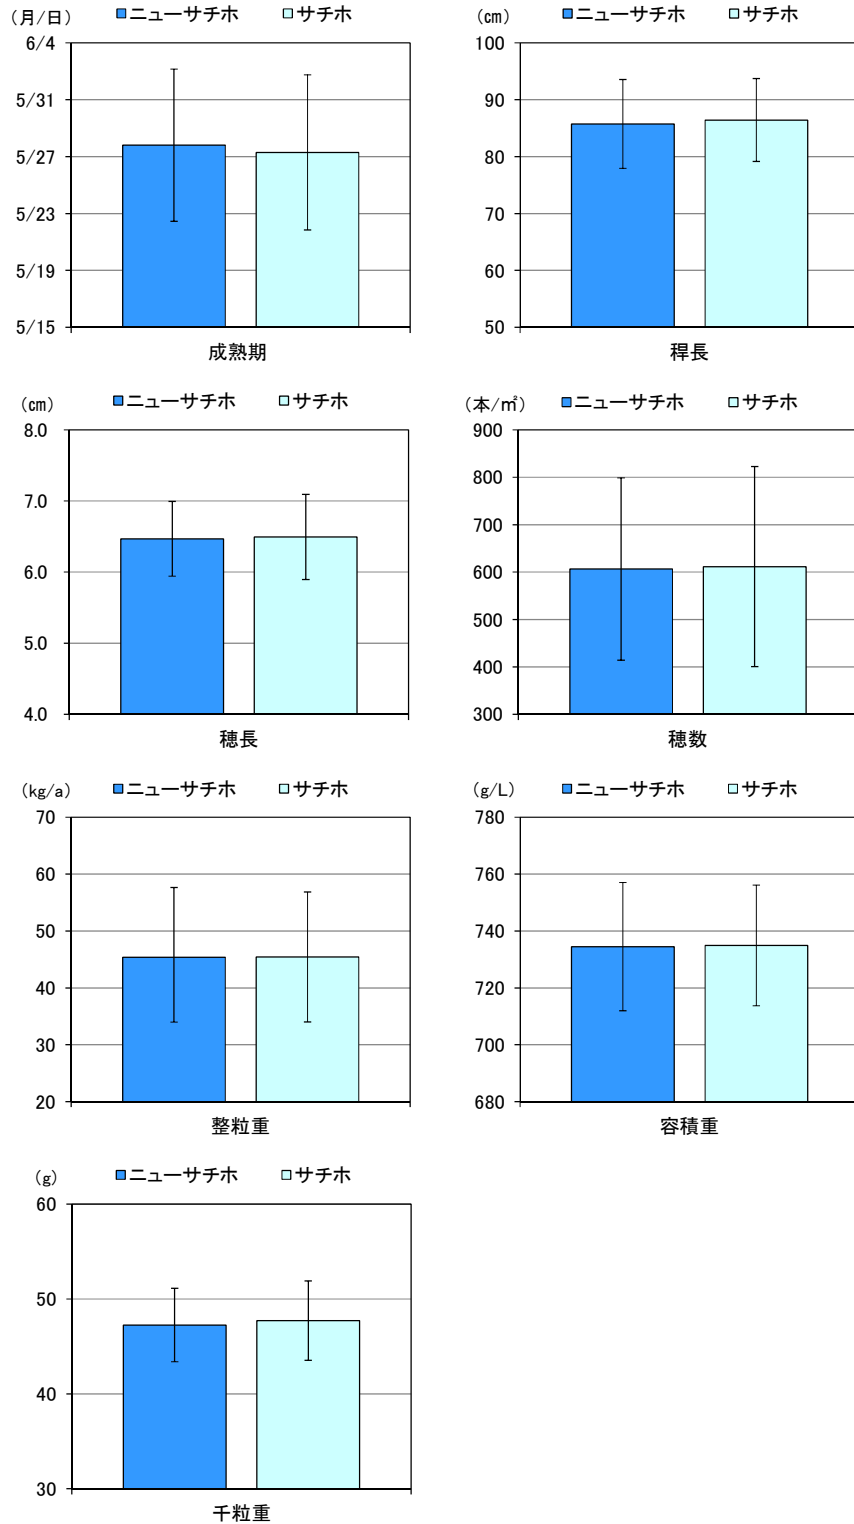 (月/日) ■ニューサチホ □サチホ
6/4
5/31
5/27
5/23
5/19
5/15
成熟期
(㎝) ■ニューサチホ □サチホ
100
90
80
70
60
50
稈長
(㎝) ■ニューサチホ □サチホ
8.0
7.0
6.0
5.0
4.0
穂長
(本/㎡) ■ニューサチホ □サチホ
900
800
700
600
500
400
300
穂数
(kg/a) ■ニューサチホ □サチホ
70
60
50
40
30
20
整粒重
(g/L) ■ニューサチホ □サチホ
780
760
740
720
700
680
容積重
(g) ■ニューサチホ □サチホ
60
50
40
30
千粒重